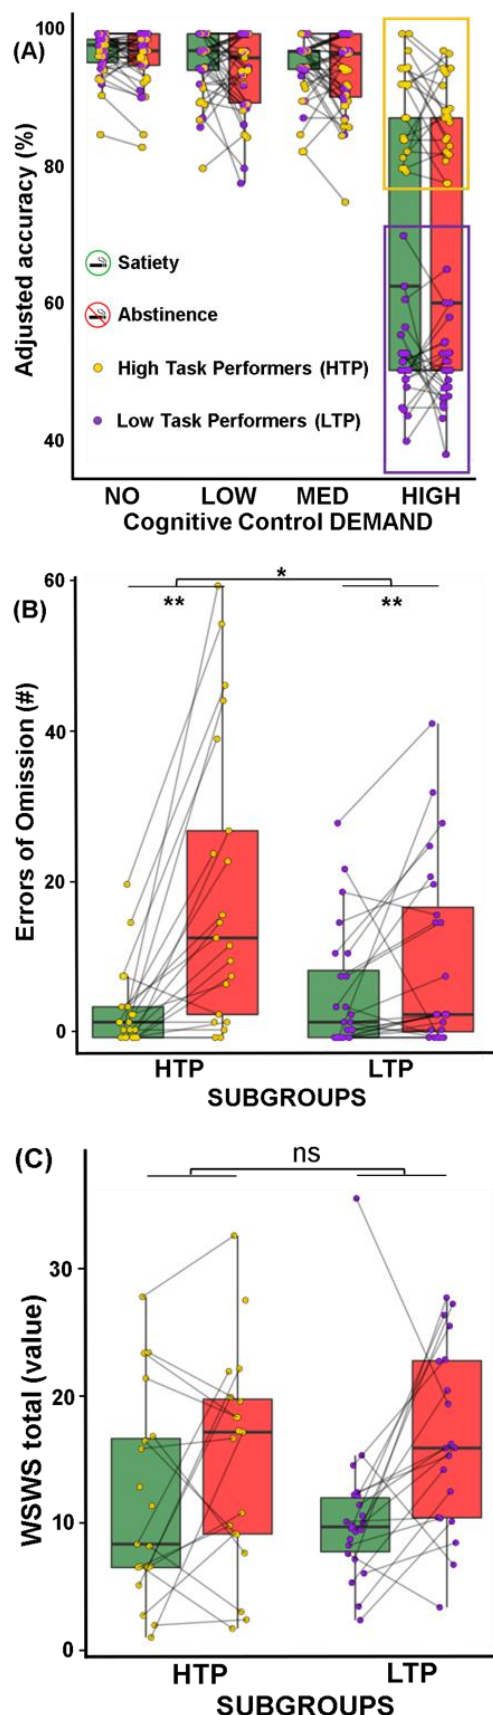 (A)
Adjusted accuracy (%)
100
80
60
40
Satiety
Abstinence
High Task Performers (HTP)
Low Task Performers (LTP)
NO LOW MED HIGH
Cognitive Control DEMAND
(B)
Errors of Omission (#)
60
40
20
0
*
** **
HTP LTP
SUBGROUPS
(C)
WSWS total (value)
30
20
10
0
ns
HTP LTP
SUBGROUPS